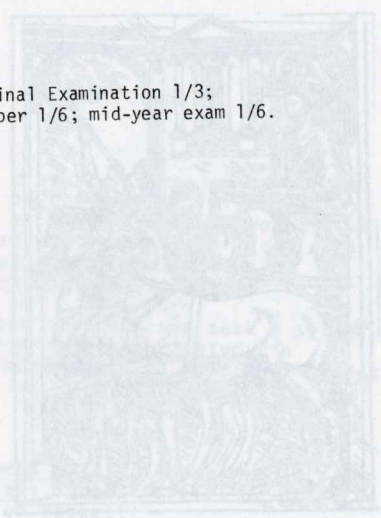 inal Examination 1/3;
per 1/6; mid-year exam 1/6.